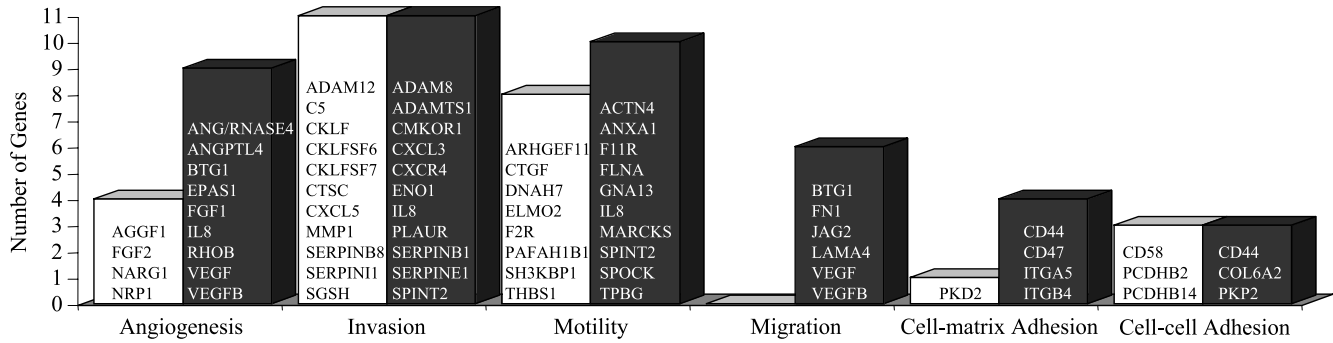 Number of Genes
11
10
9
8
7
6
5
4
3
2
1
0
AGGF1
FGF2
NARG1
NRP1
ANG/RNASE4
ANGPTL4
BTG1
EPAS1
FGF1
IL8
RHOB
VEGF
VEGFB
ADAM12
C5
CKLF
CKLFSF6
CKLFSF7
CTSC
CXCL5
MMP1
SERPINB8
SERPINI1
SGSH
ADAM8
ADAMTS1
CMKOR1
CXCL3
CXCR4
ENO1
IL8
PLAUR
SERPINB1
SERPINE1
SPINT2
ARHGEF11
CTGF
DNAH7
ELMO2
F2R
PAFAH1B1
SH3KBP1
THBS1
ACTN4
ANXA1
F11R
FLNA
GNA13
IL8
MARCKS
SPINT2
SPOCK
TPBG
BTG1
FN1
JAG2
LAMA4
VEGF
VEGFB
PKD2
CD44
CD47
ITGA5
ITGB4
CD58
PCDHB2
PCDHB14
CD44
COL6A2
PKP2
Angiogenesis
Invasion
Motility
Migration
Cell-matrix Adhesion
Cell-cell Adhesion